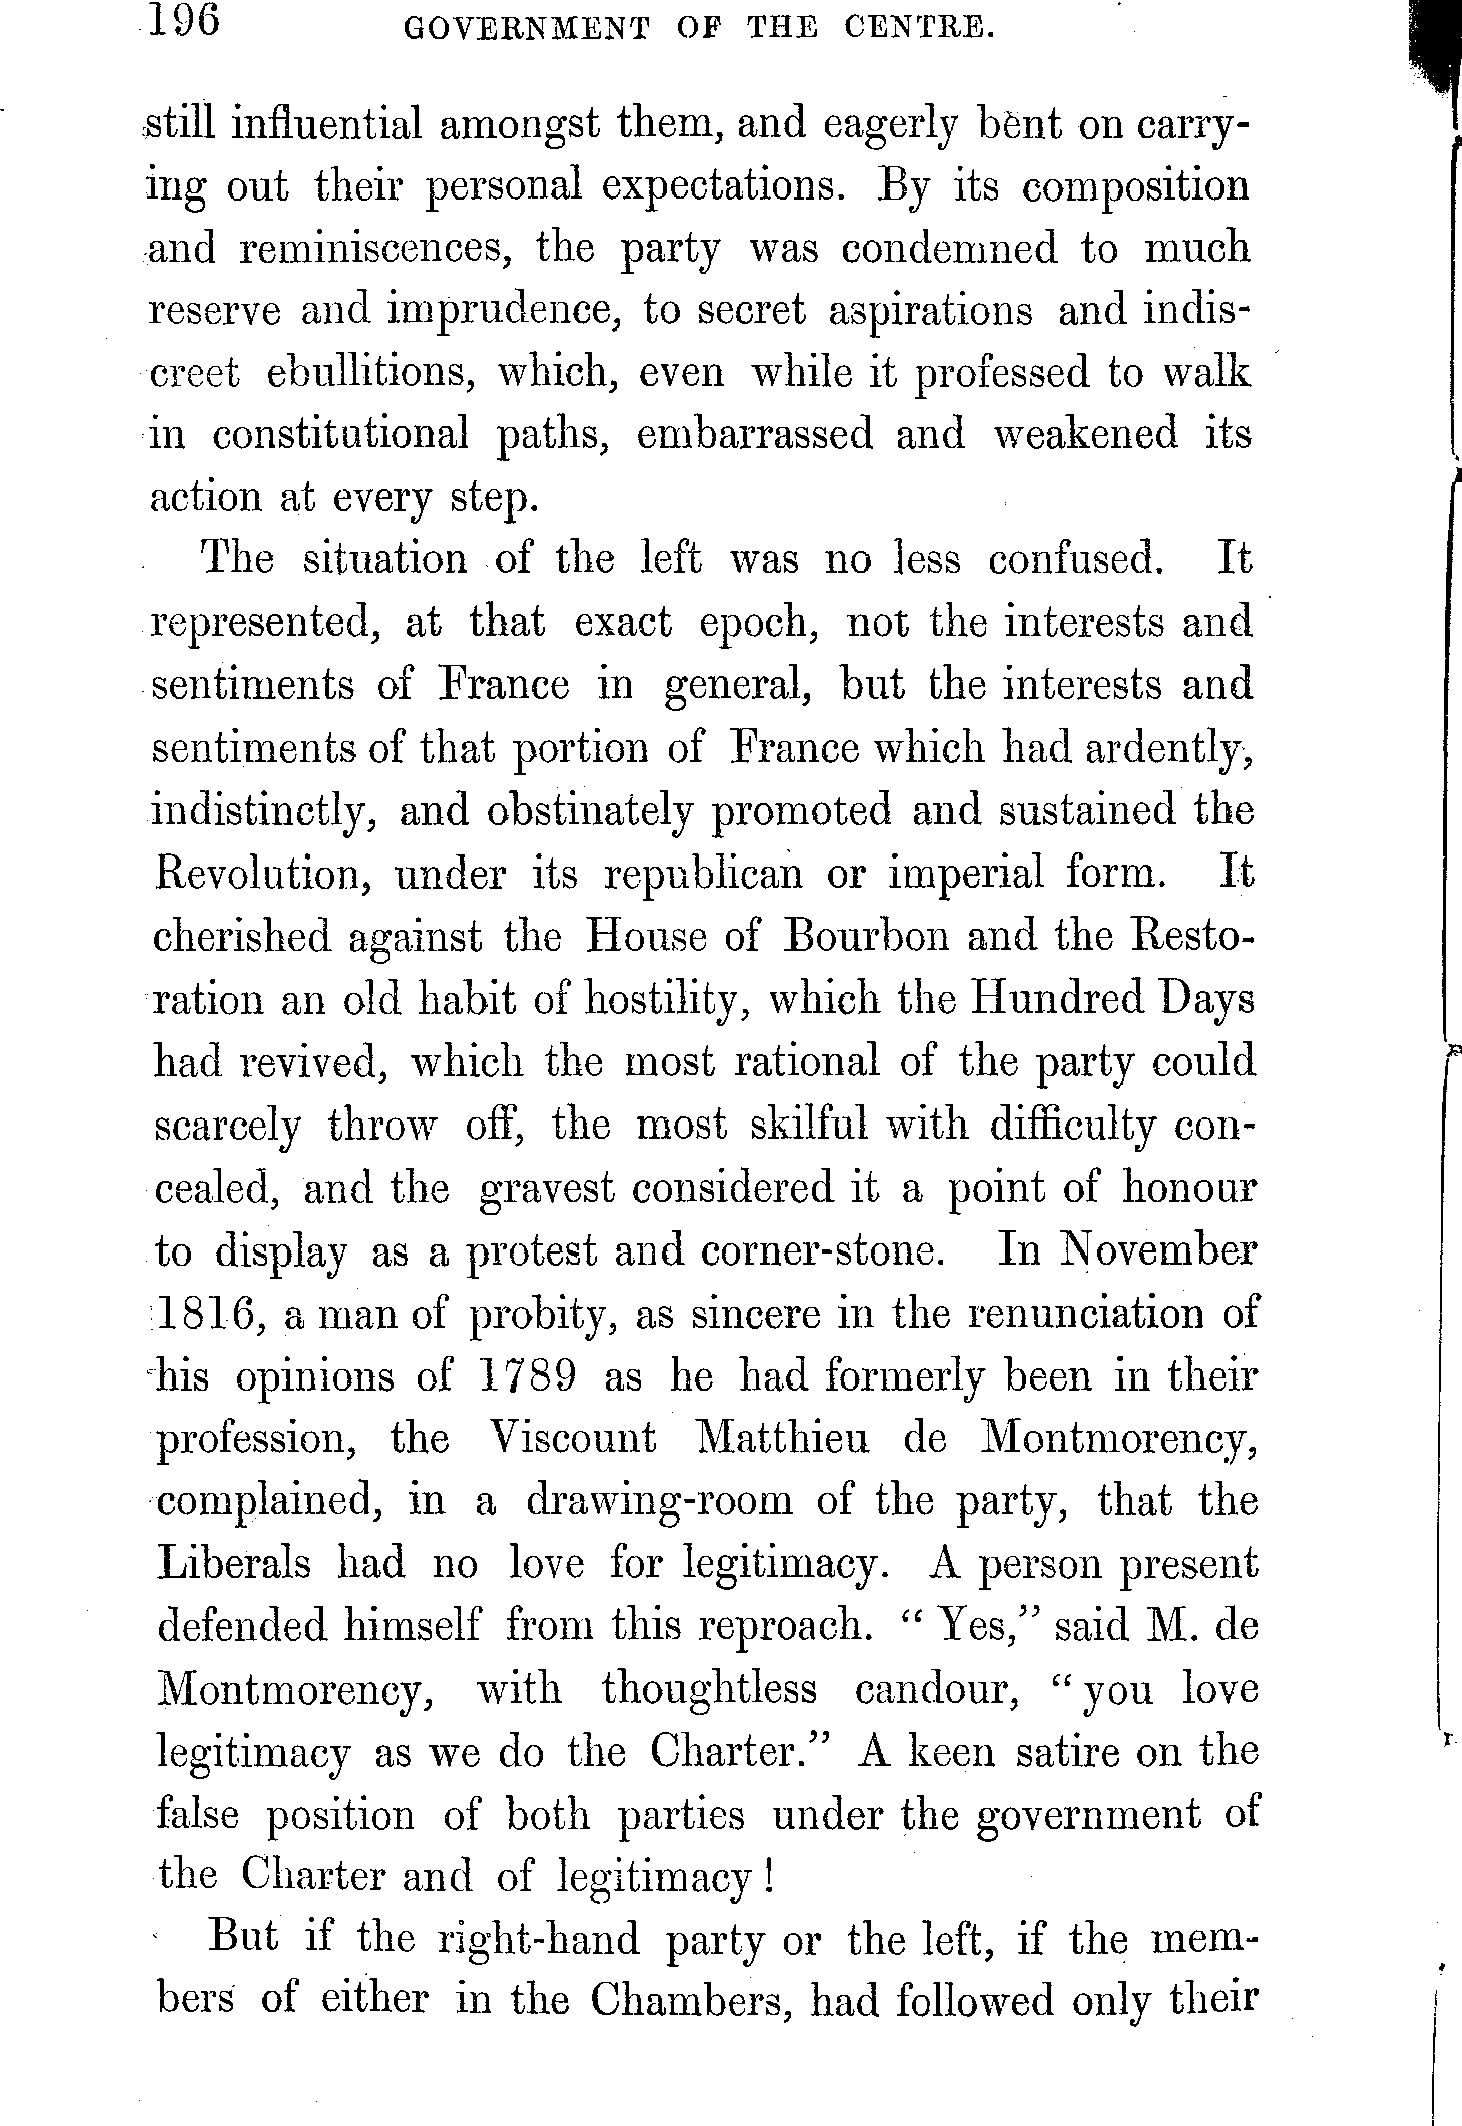 196 GOVERNMENT OF THE CENTRE.
still influential amongst them, and eagerly bent on carry-
ing out their personal expectations. By its composition
and reminiscences, the party was condemned to much
reserve and imprudence, to secret aspirations and indis-
creet ebullitions, which, even while it professed to walk
in constitutional paths, embarrassed and weakened its
action at every step.
The situation of the left was no less confused. It
represented, at that exact epoch, not the interests and
sentiments of France in general, but the interests and
sentiments of that portion of France which had ardently,
indistinctly, and obstinately promoted and sustained the
Revolution, under its republican or imperial form. It
cherished against the House of Bourbon and the Resto-
ration an old habit of hostility, which the Hundred Days
had revived, which the most rational of the party could
scarcely throw off, the most skilful with difficulty con-
cealed, and the gravest considered it a point of honour
to display as a protest and corner-stone. In November
1816, a man of probity, as sincere in the renunciation of
his opinions of 1789 as he had formerly been in their
profession, the Viscount Matthieu de Montmorency,
complained, in a drawing-room of the party, that the
Liberals had no love for legitimacy. A person present
defended himself from this reproach. “ Yes,” said M. de
Montmorency, with thoughtless candour, “ you love
legitimacy as we do the Charter.” A keen satire on the
false position of both parties under the government of
the Charter and of legitimacy !
But if the right-hand party or the left, if the mem-
bers of either in the Chambers, had followed only their